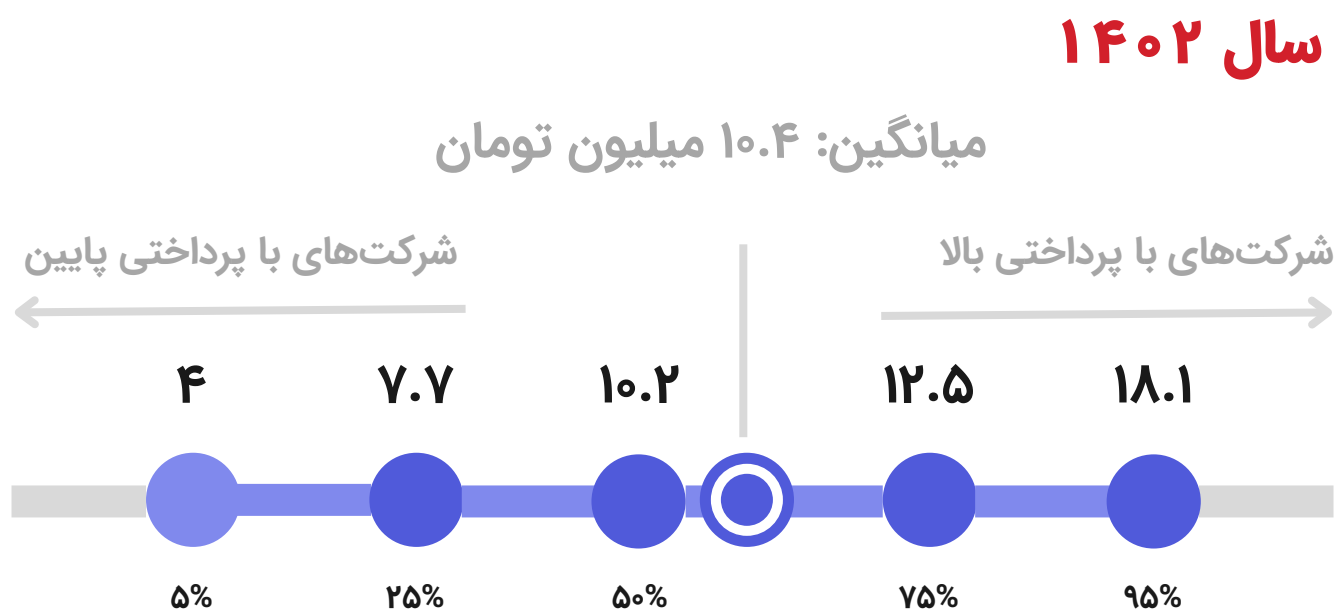 سال ۱۴۰۲
میانگین: ۱۰.۴ میلیون تومان
شرکت‌های با پرداختی بالا
شرکت‌های با پرداختی پایین
۴ ۷.۷ ۱۰.۲ ۱۲.۵ ۱۸.۱
۵% ۲۵% ۵۰% ۷۵% ۹۵%